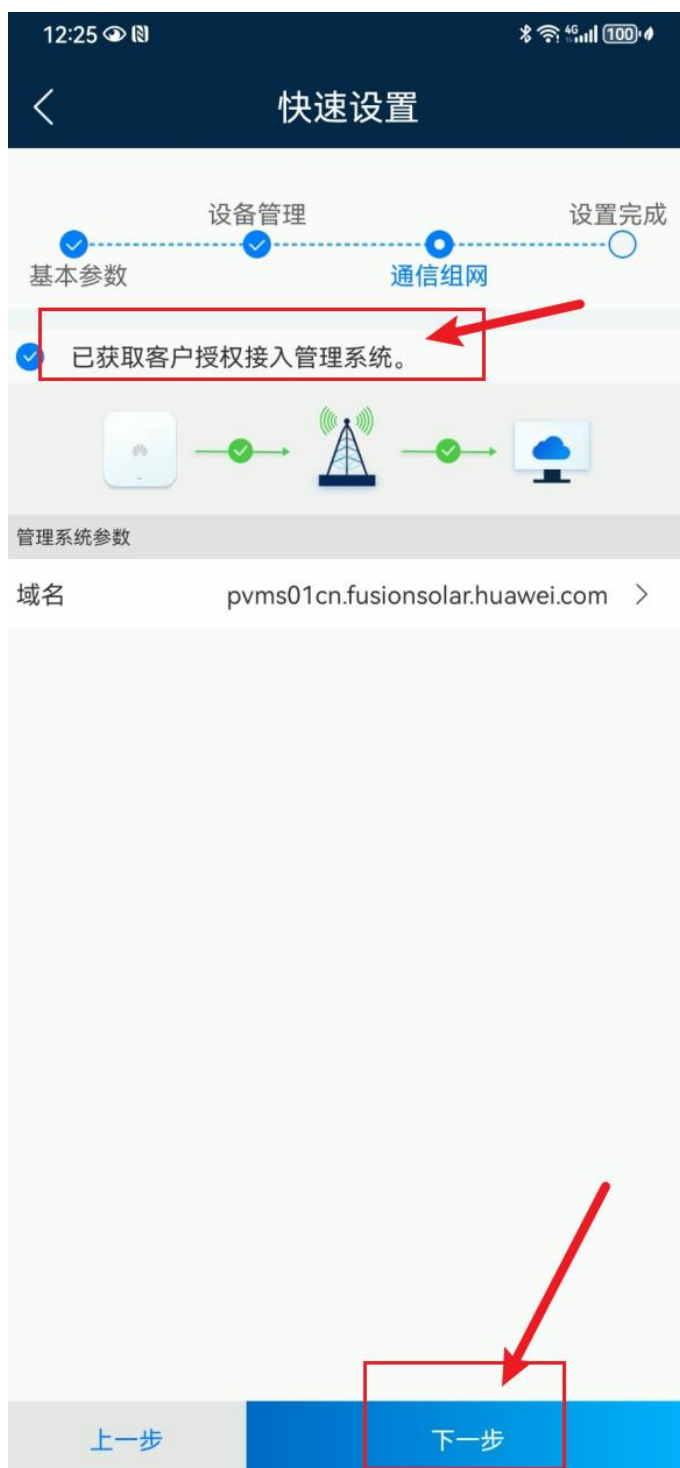 12:25
4G 100
快速设置
设备管理 设置完成
基本参数 通信组网
已获取客户授权接入管理系统。
管理系统参数
域名 pvms01cn.fusionsolar.huawei.com
上一步 下一步